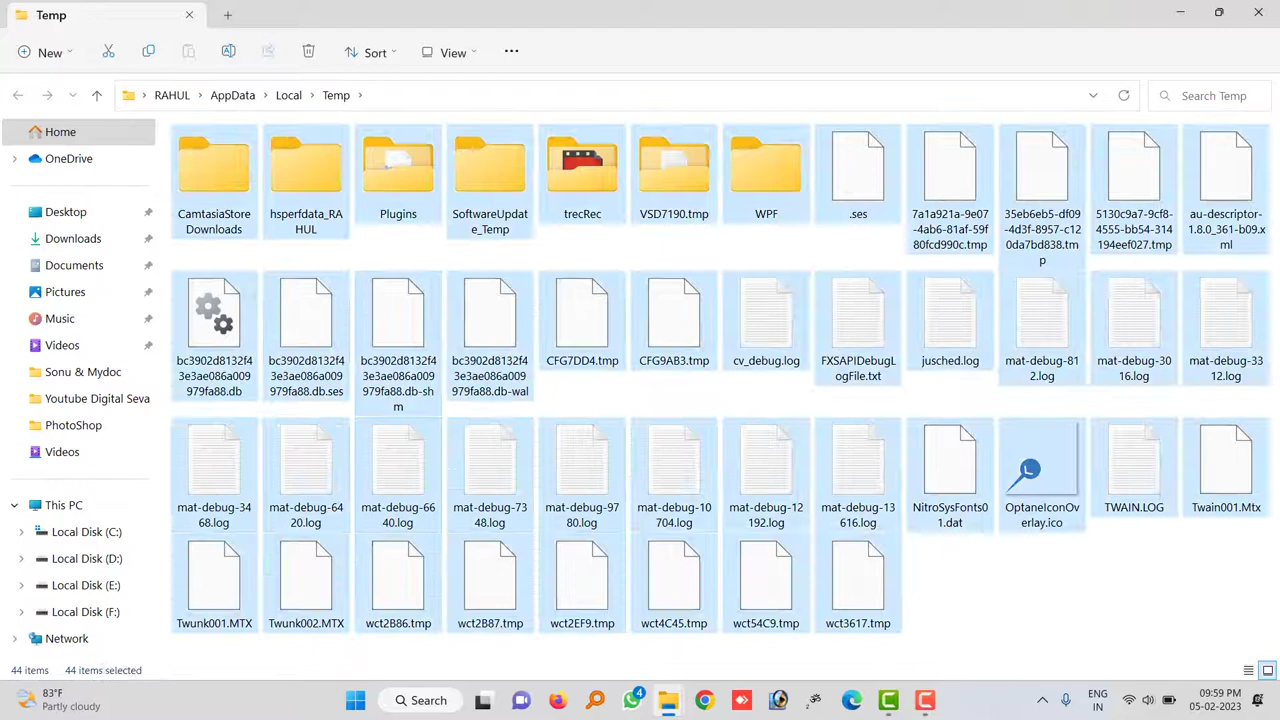 Temp
New
Sort
View
RAHUL
AppData
Local
Temp
Search Temp
Home
OneDrive
Desktop
Downloads
Documents
Pictures
Music
Videos
Sonu & Mydoc
Youtube Digital Seva
PhotoShop
Videos
This PC
Local Disk (C:)
Local Disk (D:)
Local Disk (E:)
Local Disk (F:)
Network
CamtasiaStore
Downloads
hsperfdata_RA
HUL
Plugins
SoftwareUpdat
e_Temp
trecRec
VSD7190.tmp
WPF
.ses
7a1a921a-9e07
-4ab6-81af-59f
80fcd990c.tmp
35eb6eb5-df09
-4d3f-8957-c12
0da7bd838.tm
p
5130c9a7-9cf8-
4555-bb54-314
194eef027.tmp
au-descriptor-
1.8.0_361-b09.x
ml
bc3902d8132f4
3e3ae086a009
979fa88.db
bc3902d8132f4
3e3ae086a009
979fa88.db.ses
bc3902d8132f4
3e3ae086a009
979fa88.db-sh
m
bc3902d8132f4
3e3ae086a009
979fa88.db-wal
CFG7DD4.tmp
CFG9AB3.tmp
cv_debug.log
FXSAPIDebugL
ogFile.txt
jusched.log
mat-debug-81
2.log
mat-debug-30
16.log
mat-debug-33
12.log
mat-debug-34
68.log
mat-debug-64
20.log
mat-debug-66
40.log
mat-debug-73
48.log
mat-debug-97
80.log
mat-debug-10
704.log
mat-debug-12
192.log
mat-debug-13
616.log
NitroSysFonts0
1.dat
OptaneIconOv
erlay.ico
TWAIN.LOG
Twain001.Mtx
Twunk001.MTX
Twunk002.MTX
wct2B86.tmp
wct2B87.tmp
wct2EF9.tmp
wct4C45.tmp
wct54C9.tmp
wct3617.tmp
44 items
44 items selected
83°F
Partly cloudy
Search
4
ENG
IN
09:59 PM
05-02-2023